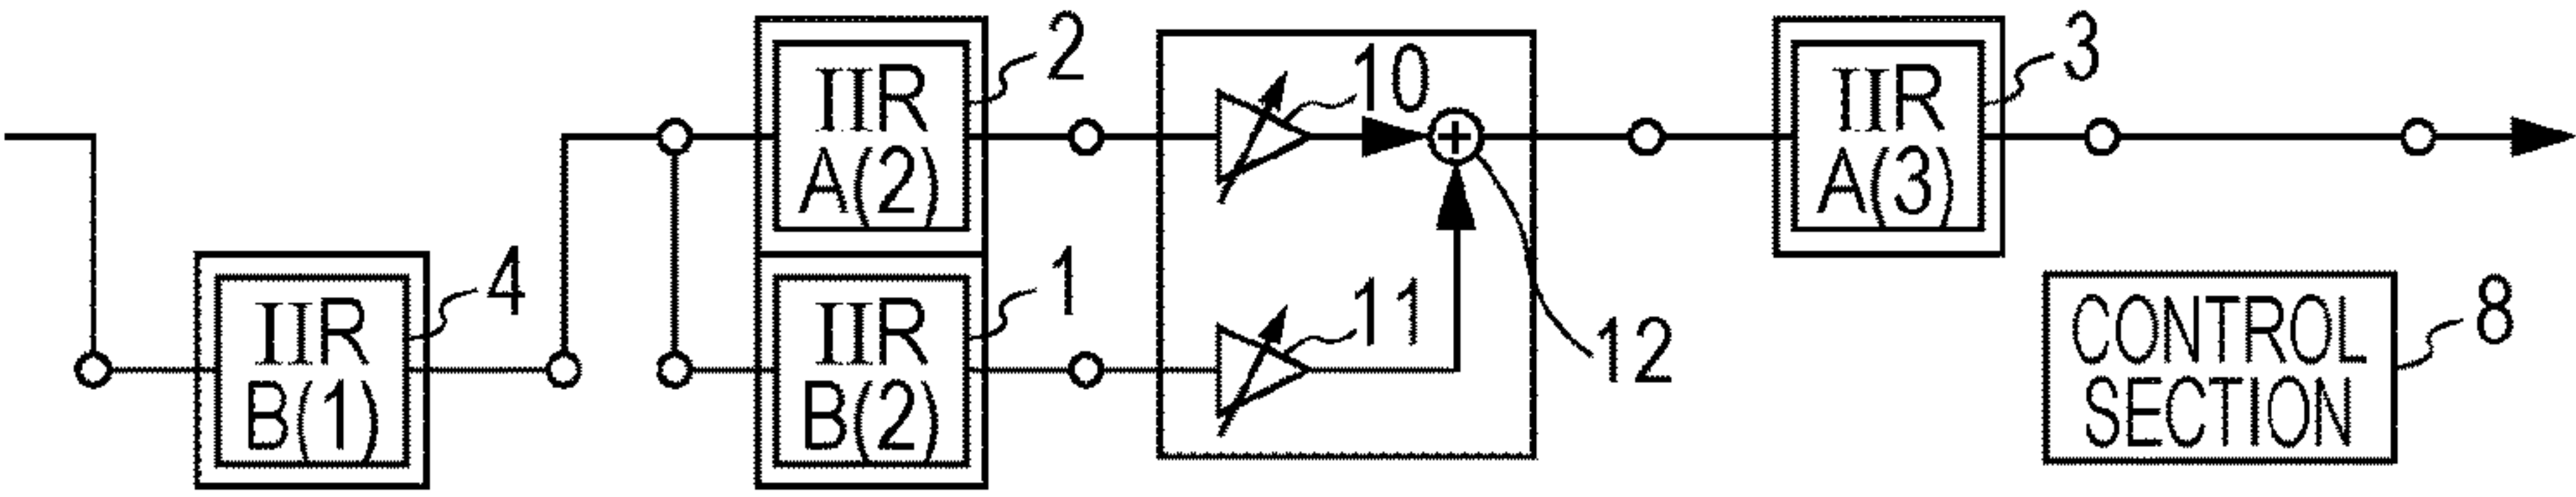 IIR
B(1)
4
IIR
A(2)
2
IIR
B(2)
1
10
11
+
12
IIR
A(3)
3
CONTROL
SECTION
8